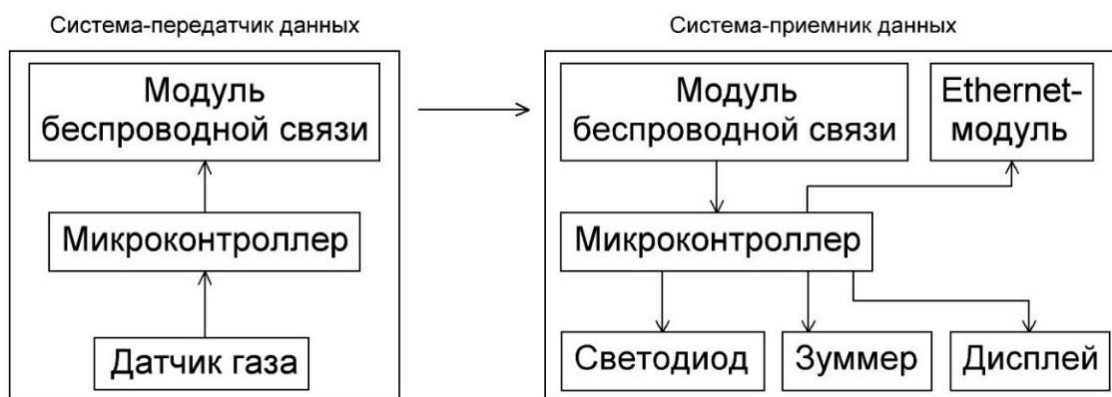 Система-передатчик данных
Модуль
беспроводной связи
Микроконтроллер
Датчик газа
Система-приемник данных
Модуль
беспроводной связи
Ethernet-
модуль
Микроконтроллер
Светодиод
Зуммер
Дисплей